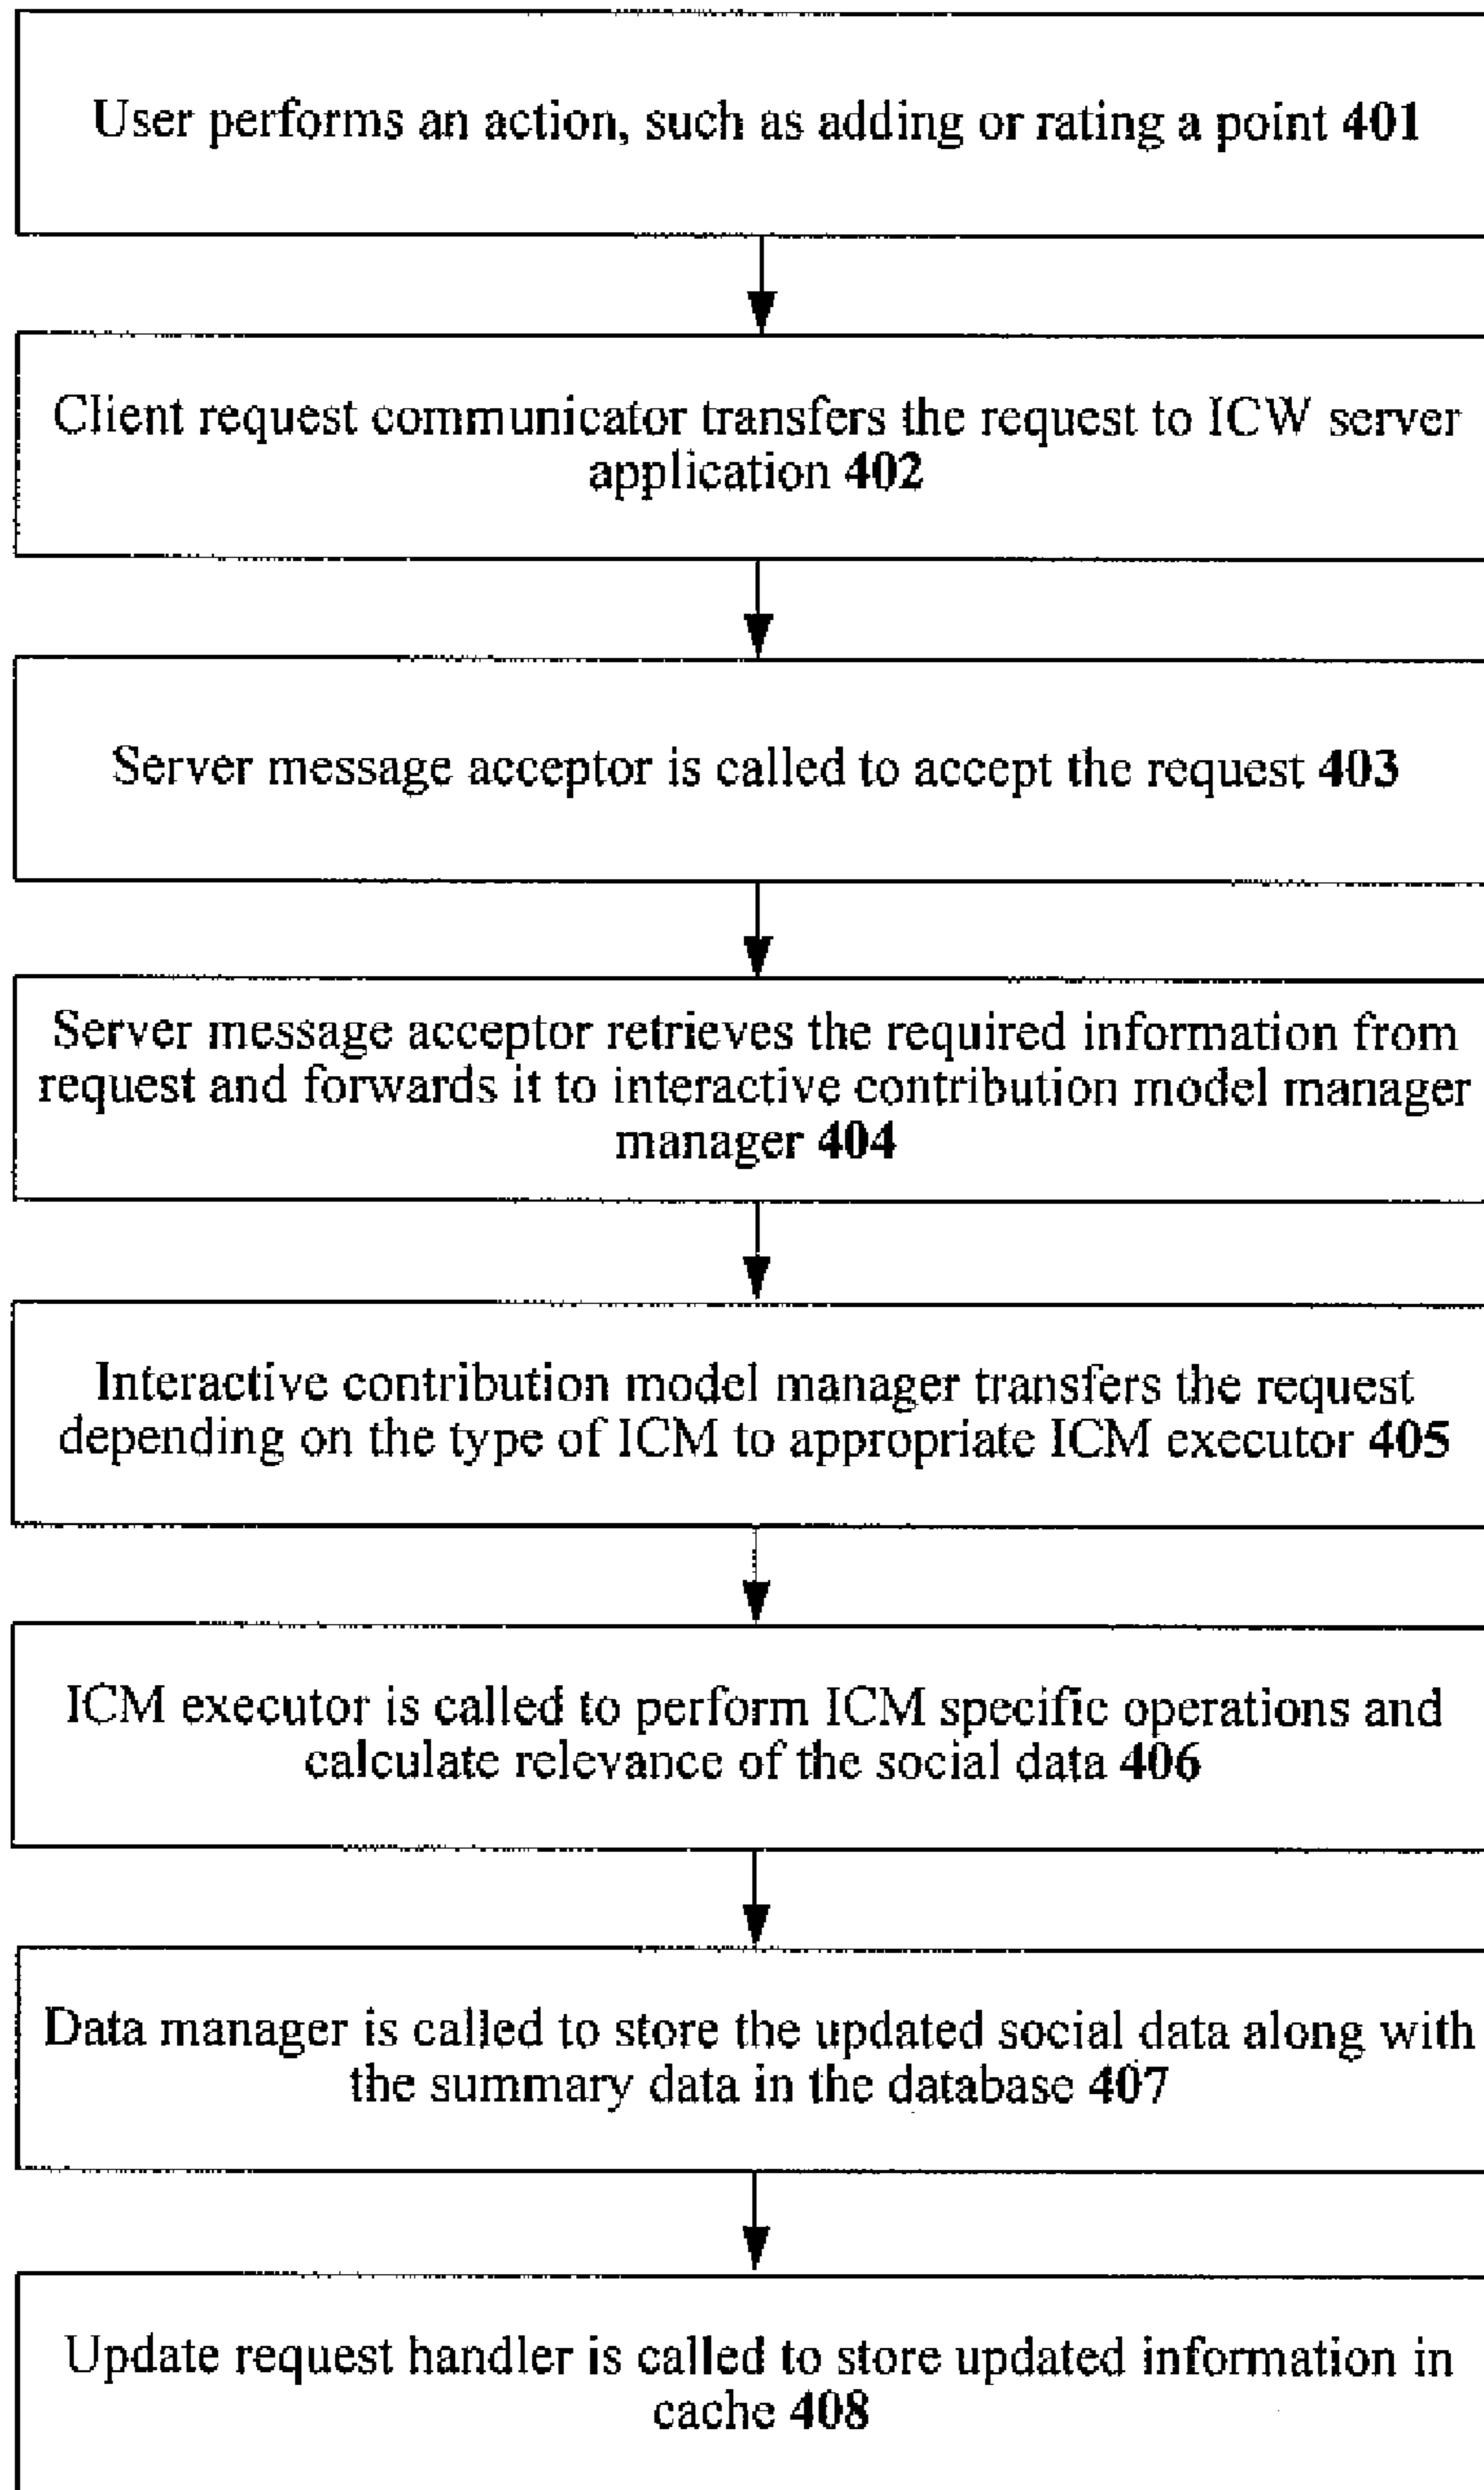 User performs an action, such as adding or rating a point 401
Client request communicator transfers the request to ICW server
application 402
Server message acceptor is called to accept the request 403
Server message acceptor retrieves the required information from
request and forwards it to interactive contribution model manager
manager 404
Interactive contribution model manager transfers the request
depending on the type of ICM to appropriate ICM executor 405
ICM executor is called to perform ICM specific operations and
calculate relevance of the social data 406
Data manager is called to store the updated social data along with
the summary data in the database 407
Update request handler is called to store updated information in
cache 408